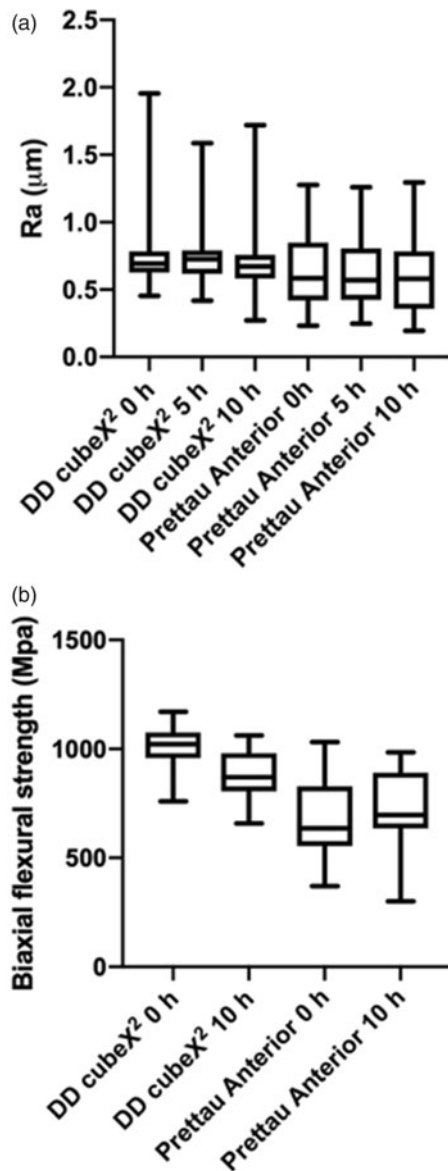 (a)
Ra (μm)
2.5
2.0
1.5
1.0
0.5
0.0
DD cubeX² 0 h
DD cubeX² 5 h
DD cubeX² 10 h
Prettau Anterior 0h
Prettau Anterior 5 h
Prettau Anterior 10 h
(b)
Biaxial flexural strength (Mpa)
1500
1000
500
0
DD cubeX² 0 h
DD cubeX² 10 h
Prettau Anterior 0 h
Prettau Anterior 10 h